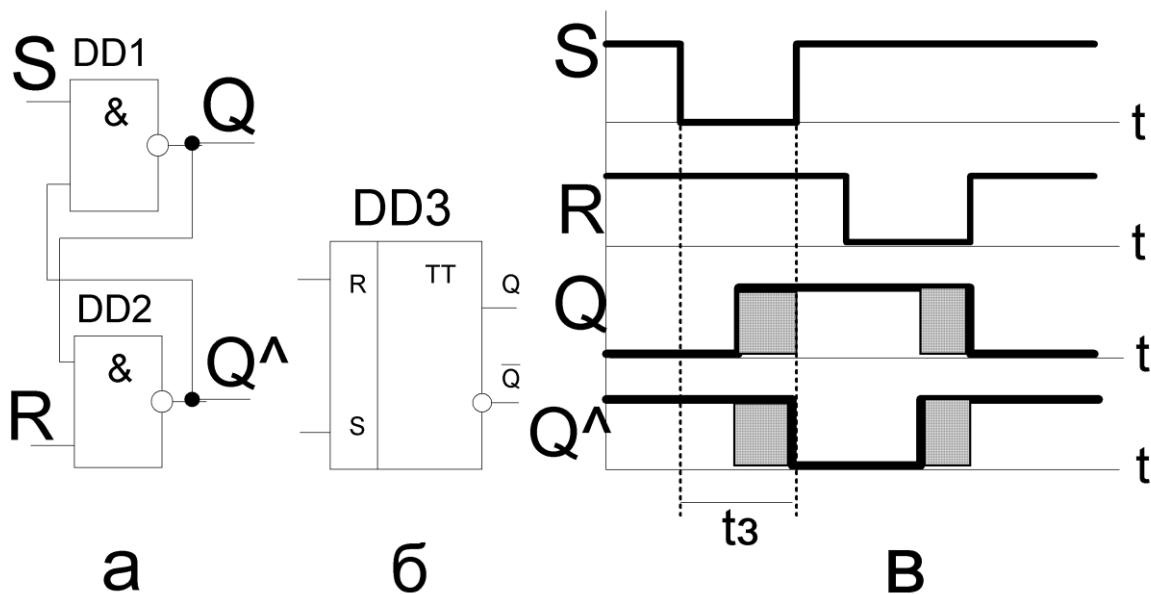 S
DD1
&
Q
DD2
&
Q^
R
а
DD3
R
TT
Q
Q̅
S
б
S
t
R
t
Q
t
Q^
t
tз
в